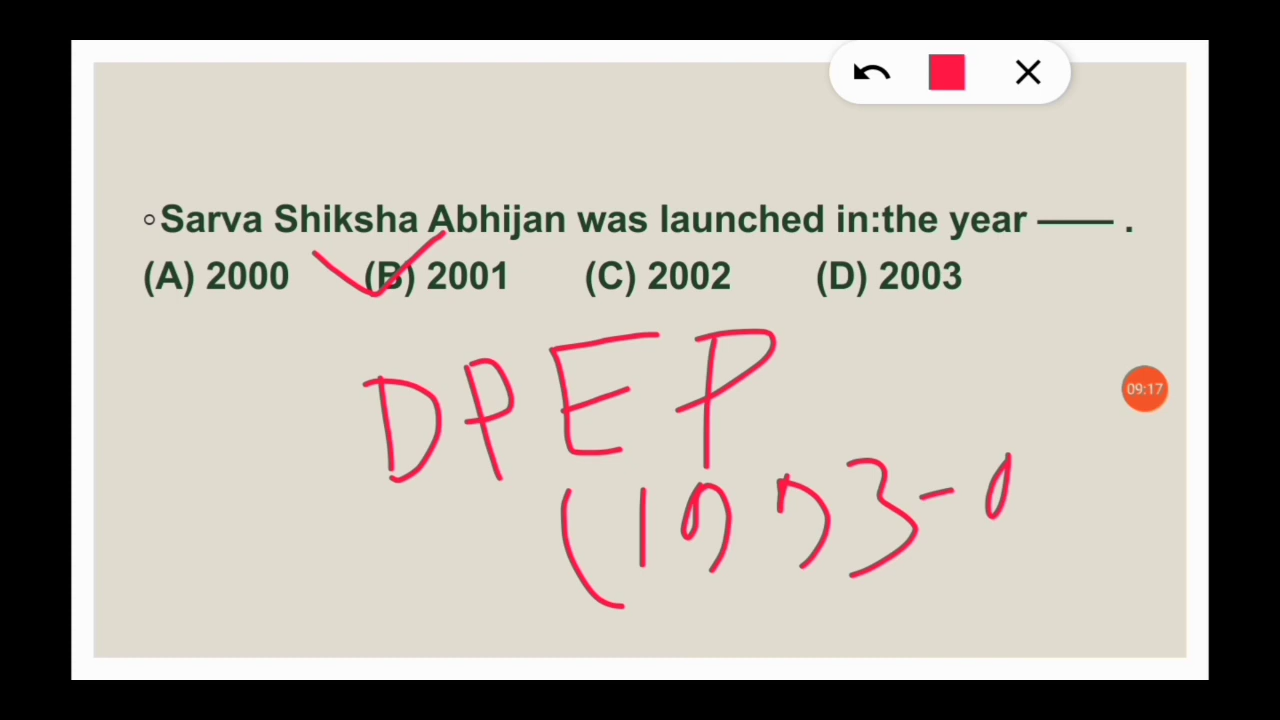 Sarva Shiksha Abhijan was launched in:the year —— .
(A) 2000 (B) 2001 (C) 2002 (D) 2003
DPEP
09:17
(1993-